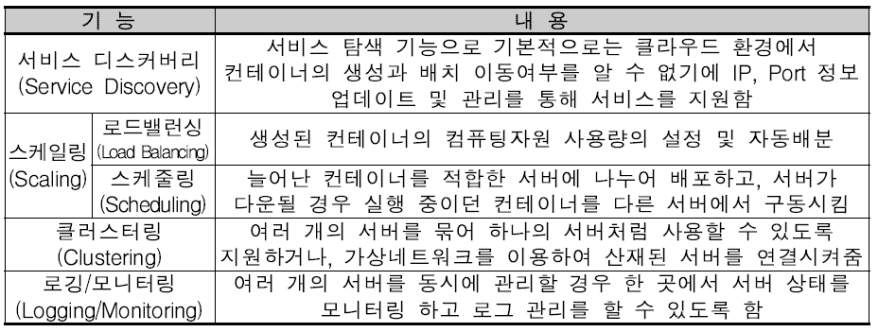 기 능 내 용
서비스 디스커버리
(Service Discovery)
서비스 탐색 기능으로 기본적으로는 클라우드 환경에서
컨테이너의 생성과 배치 이동여부를 알 수 없기에 IP, Port 정보
업데이트 및 관리를 통해 서비스를 지원함
스케일링
(Scaling)
로드밸런싱
(Load Balancing)
생성된 컨테이너의 컴퓨팅자원 사용량의 설정 및 자동배분
스케줄링
(Scheduling)
늘어난 컨테이너를 적합한 서버에 나누어 배포하고, 서버가
다운될 경우 실행 중이던 컨테이너를 다른 서버에서 구동시킴
클러스터링
(Clustering)
여러 개의 서버를 묶어 하나의 서버처럼 사용할 수 있도록
지원하거나, 가상네트워크를 이용하여 산재된 서버를 연결시켜줌
로깅/모니터링
(Logging/Monitoring)
여러 개의 서버를 동시에 관리할 경우 한 곳에서 서버 상태를
모니터링 하고 로그 관리를 할 수 있도록 함